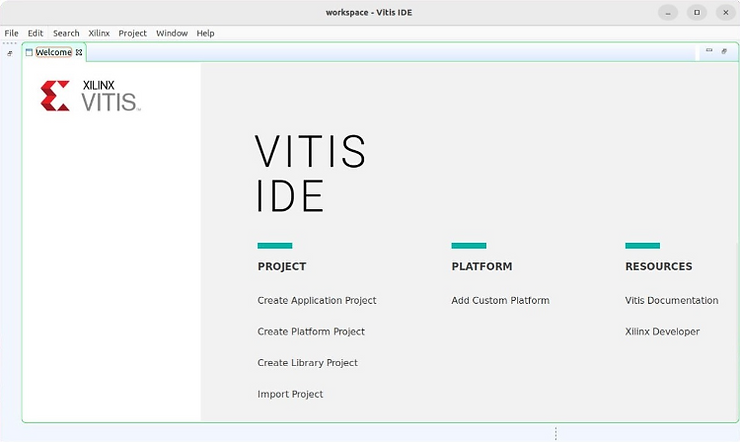 workspace - Vitis IDE
File Edit Search Xilinx Project Window Help
Welcome
XILINX
VITIS
VITIS
IDE
PROJECT
Create Application Project
Create Platform Project
Create Library Project
Import Project
PLATFORM
Add Custom Platform
RESOURCES
Vitis Documentation
Xilinx Developer